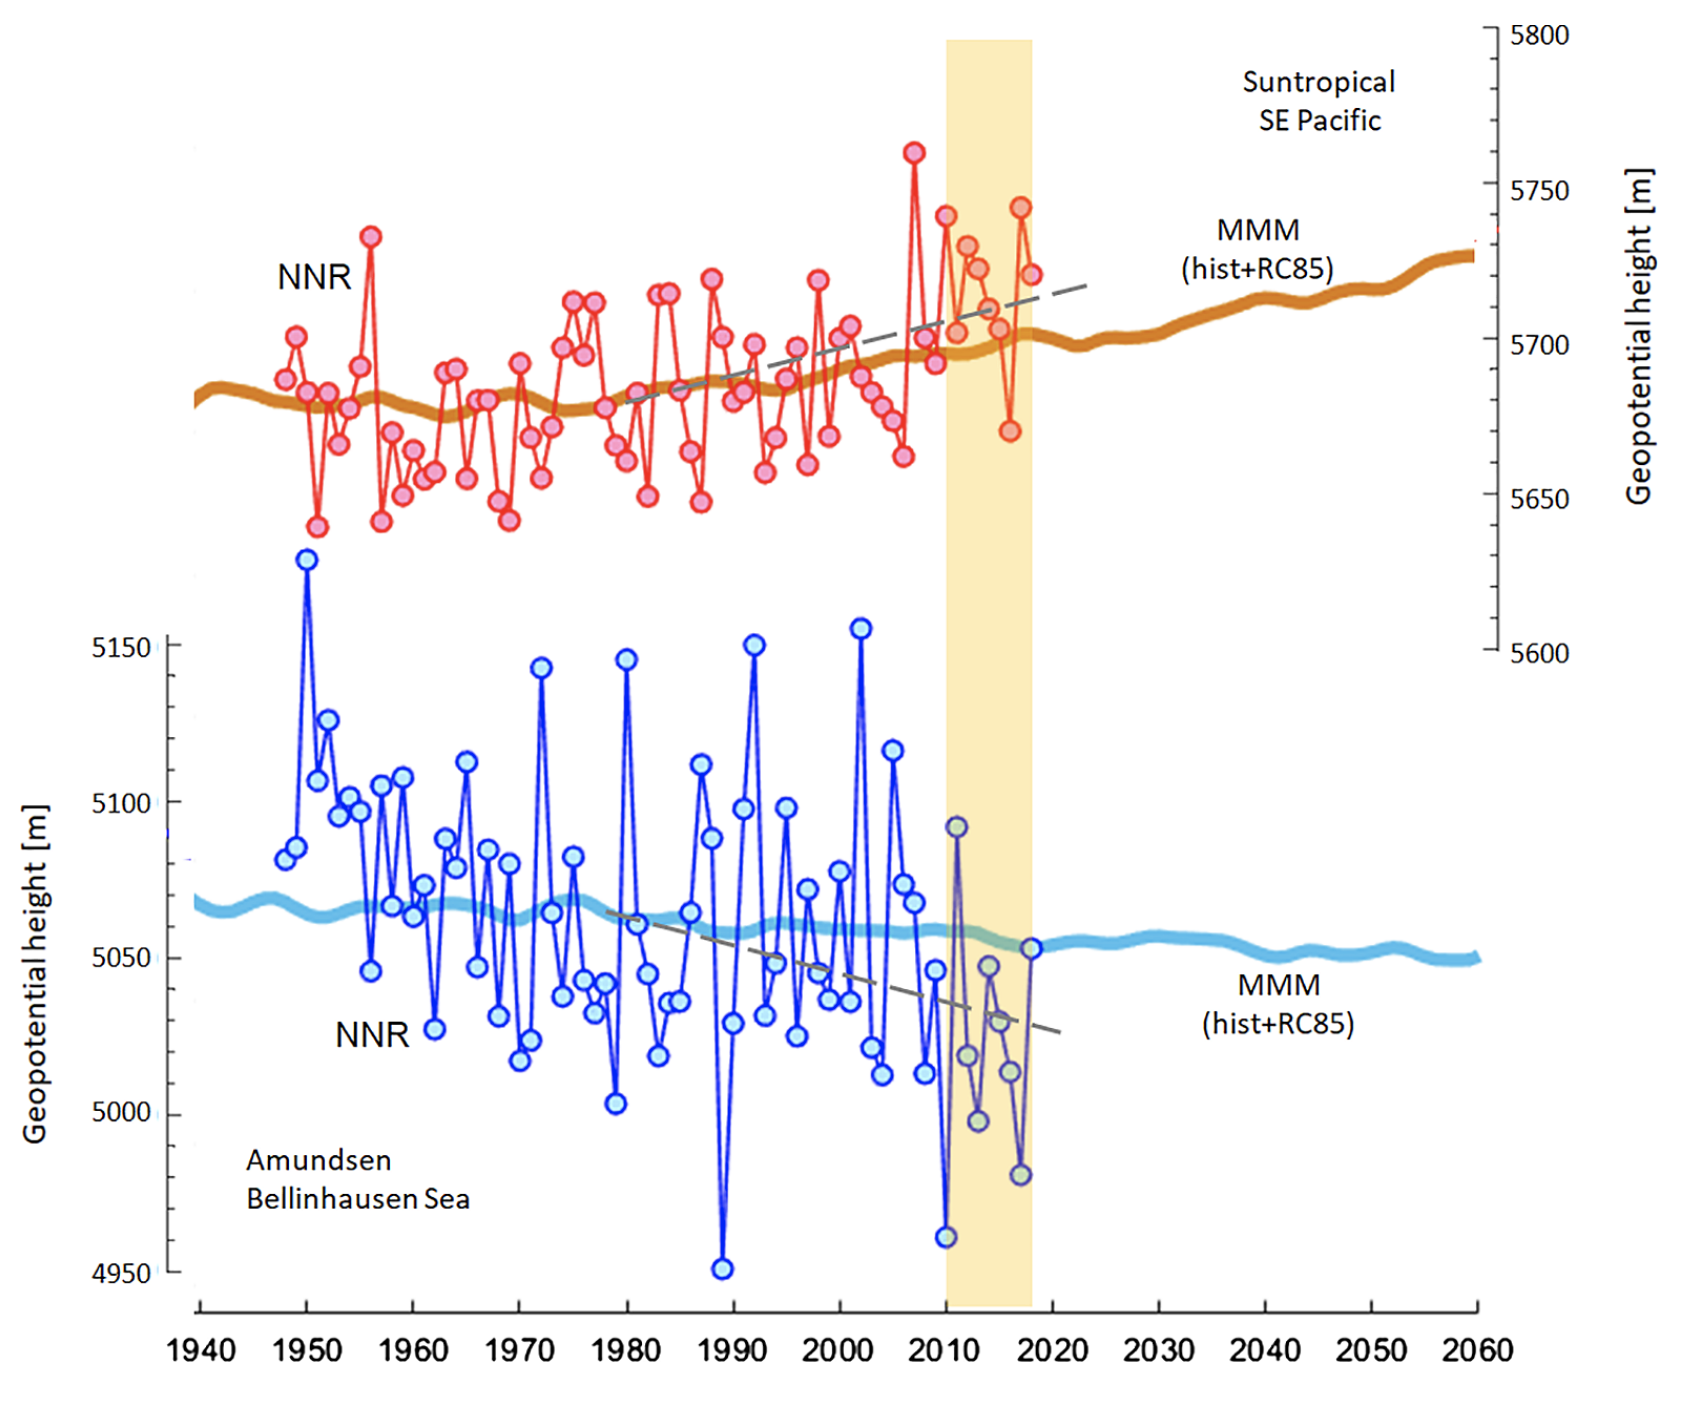 5800
Suntropical
SE Pacific
5750
MMM
(hist+RC85)
NNR
5700
Geopotential height [m]
5650
5600
5150
5100
5050
MMM
(hist+RC85)
NNR
5000
Geopotential height [m]
Amundsen
Bellinhausen Sea
4950
1940 1950 1960 1970 1980 1990 2000 2010 2020 2030 2040 2050 2060